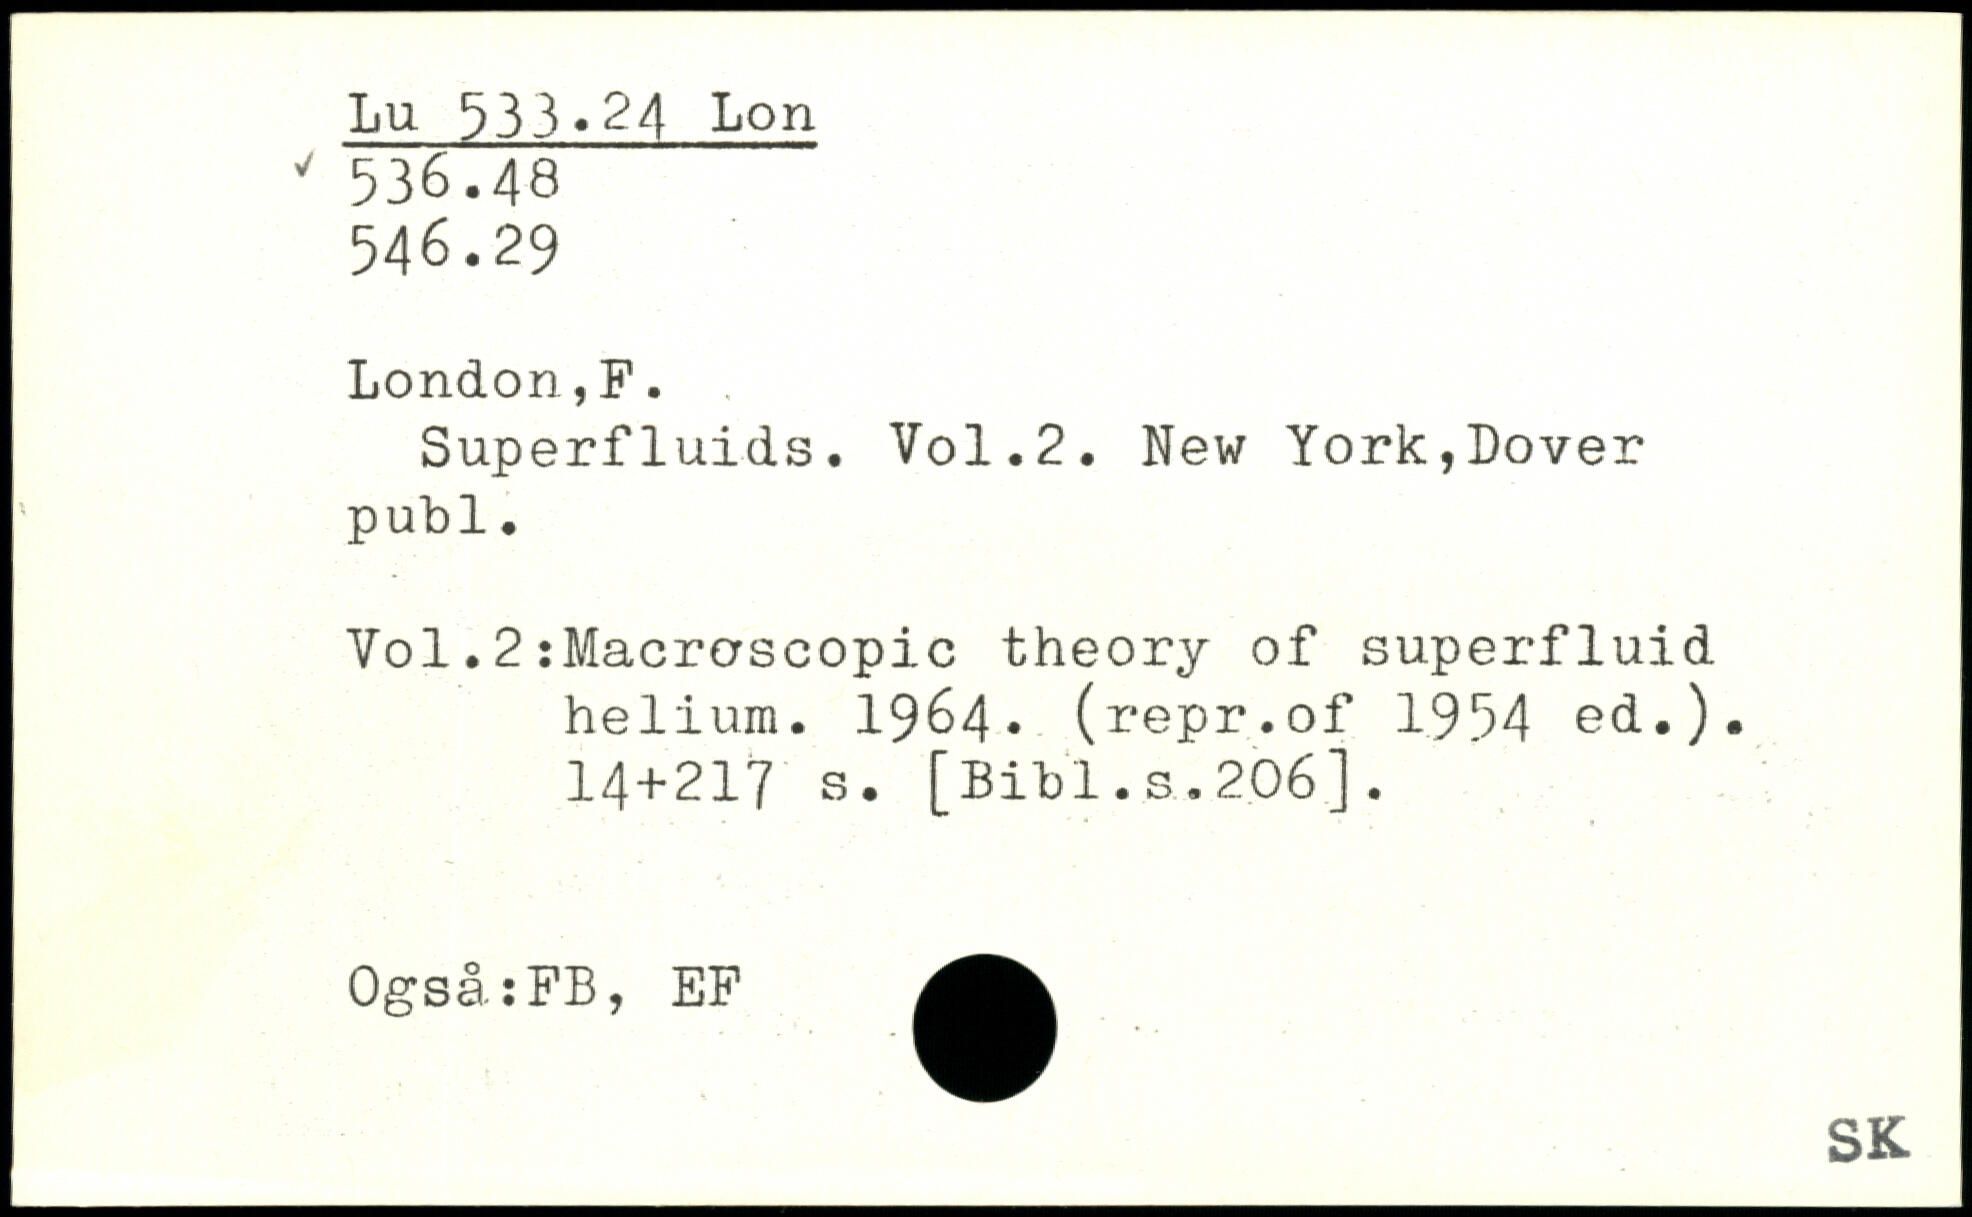 Lu 533.24 Lon
✓ 536.48
546.29
London,F.
Superfluids. Vol.2. New York,Dover
publ.
Vol.2:Macroscopic theory of superfluid
helium. 1964. (repr.of 1954 ed.).
14+217 s. [Bibl.s.206].
Også:FB, EF
SK